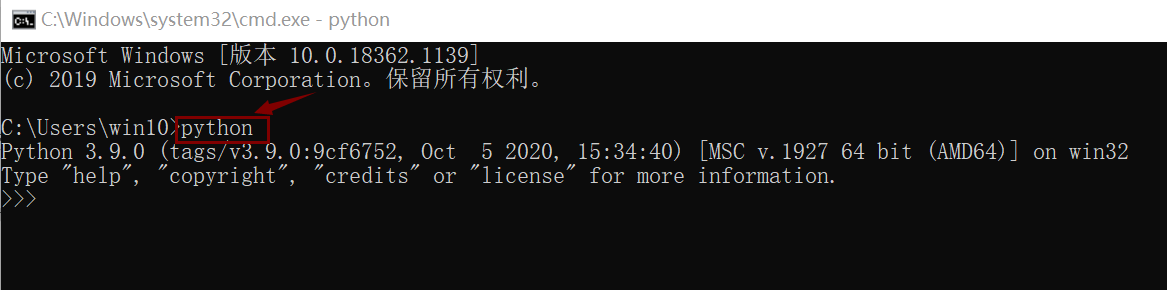 C:\Windows\system32\cmd.exe - python
Microsoft Windows [版本 10.0.18362.1139]
(c) 2019 Microsoft Corporation。保留所有权利。
C:\Users\win10>python
Python 3.9.0 (tags/v3.9.0:9cf6752, Oct  5 2020, 15:34:40) [MSC v.1927 64 bit (AMD64)] on win32
Type "help", "copyright", "credits" or "license" for more information.
>>>